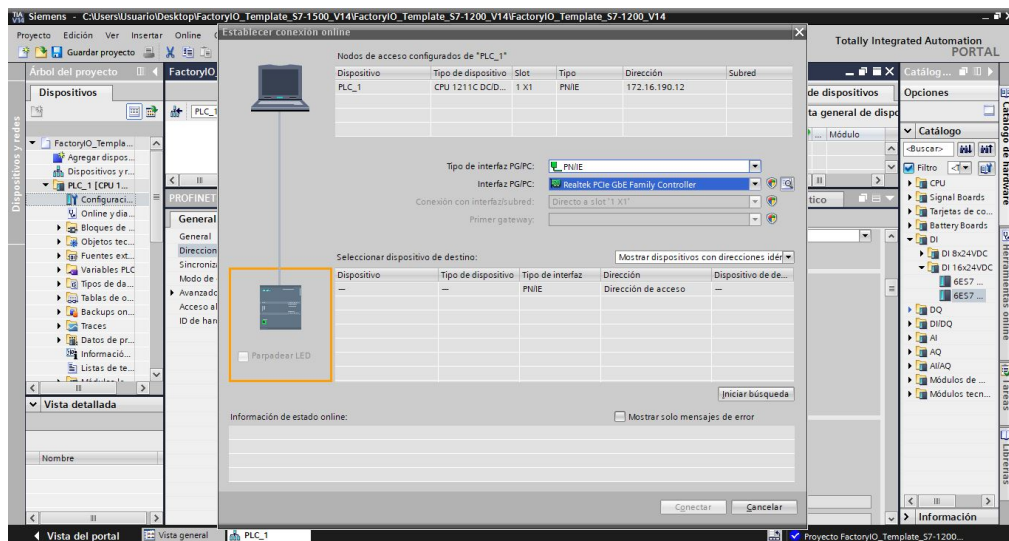 Siemens - C:\Users\Usuario\Desktop\FactoryIO_Template_S7-1500_V14\FactoryIO_Template_S7-1200_V14\FactoryIO_Template_S7-1200_V14
Proyecto Edición Ver Insertar Online
Totally Integrated Automation
PORTAL
Guardar proyecto
Árbol del proyecto
FactoryIO
Dispositivos
Dispositivos y redes
PLC_1
FactoryIO_Templa...
Agregar dispos...
Dispositivos y r...
PLC_1 [CPU 1...
Configuraci...
Online y dia...
Bloques de ...
Objetos tec...
Fuentes ext...
Variables PLC
Tipos de da...
Tablas de o...
Backups on...
Traces
Datos de pr...
Informació...
Listas de te...
Vista detallada
Nombre
PROFINET
General
General
Direccion
Sincroniz
Modo de
Avanzado
Acceso al
ID de hard
Establecer conexión online
Nodos de acceso configurados de "PLC_1"
Dispositivo Tipo de dispositivo Slot Tipo Dirección Subred
PLC_1 CPU 1211C DC/D... 1 X1 PN/IE 172.16.190.12
Tipo de interfaz PG/PC: PN/IE
Interfaz PG/PC: Realtek PCIe GbE Family Controller
Conexión con interfaz/subred: Directo a slot '1 X1'
Primer gateway:
Seleccionar dispositivo de destino: Mostrar dispositivos con direcciones idén
Dispositivo Tipo de dispositivo Tipo de interfaz Dirección Dispositivo de de...
— — PN/IE Dirección de acceso —
Parpadear LED
Iniciar búsqueda
Información de estado online: Mostrar solo mensajes de error
Conectar Cancelar
de dispositivos
ta general de dispo
... Módulo
tico
Catálog...
Opciones
Catálogo
<Buscar>
Filtro
CPU
Signal Boards
Tarjetas de co...
Battery Boards
DI
DI 8x24VDC
DI 16x24VDC
6ES7 ...
6ES7 ...
DQ
DI/DQ
AI
AQ
AI/AQ
Módulos de ...
Módulos tecn...
Información
Catálogo de hardware
Herramientas online
Tareas
Librerías
Vista del portal Vista general PLC_1 Proyecto FactoryIO_Template_S7-1200...